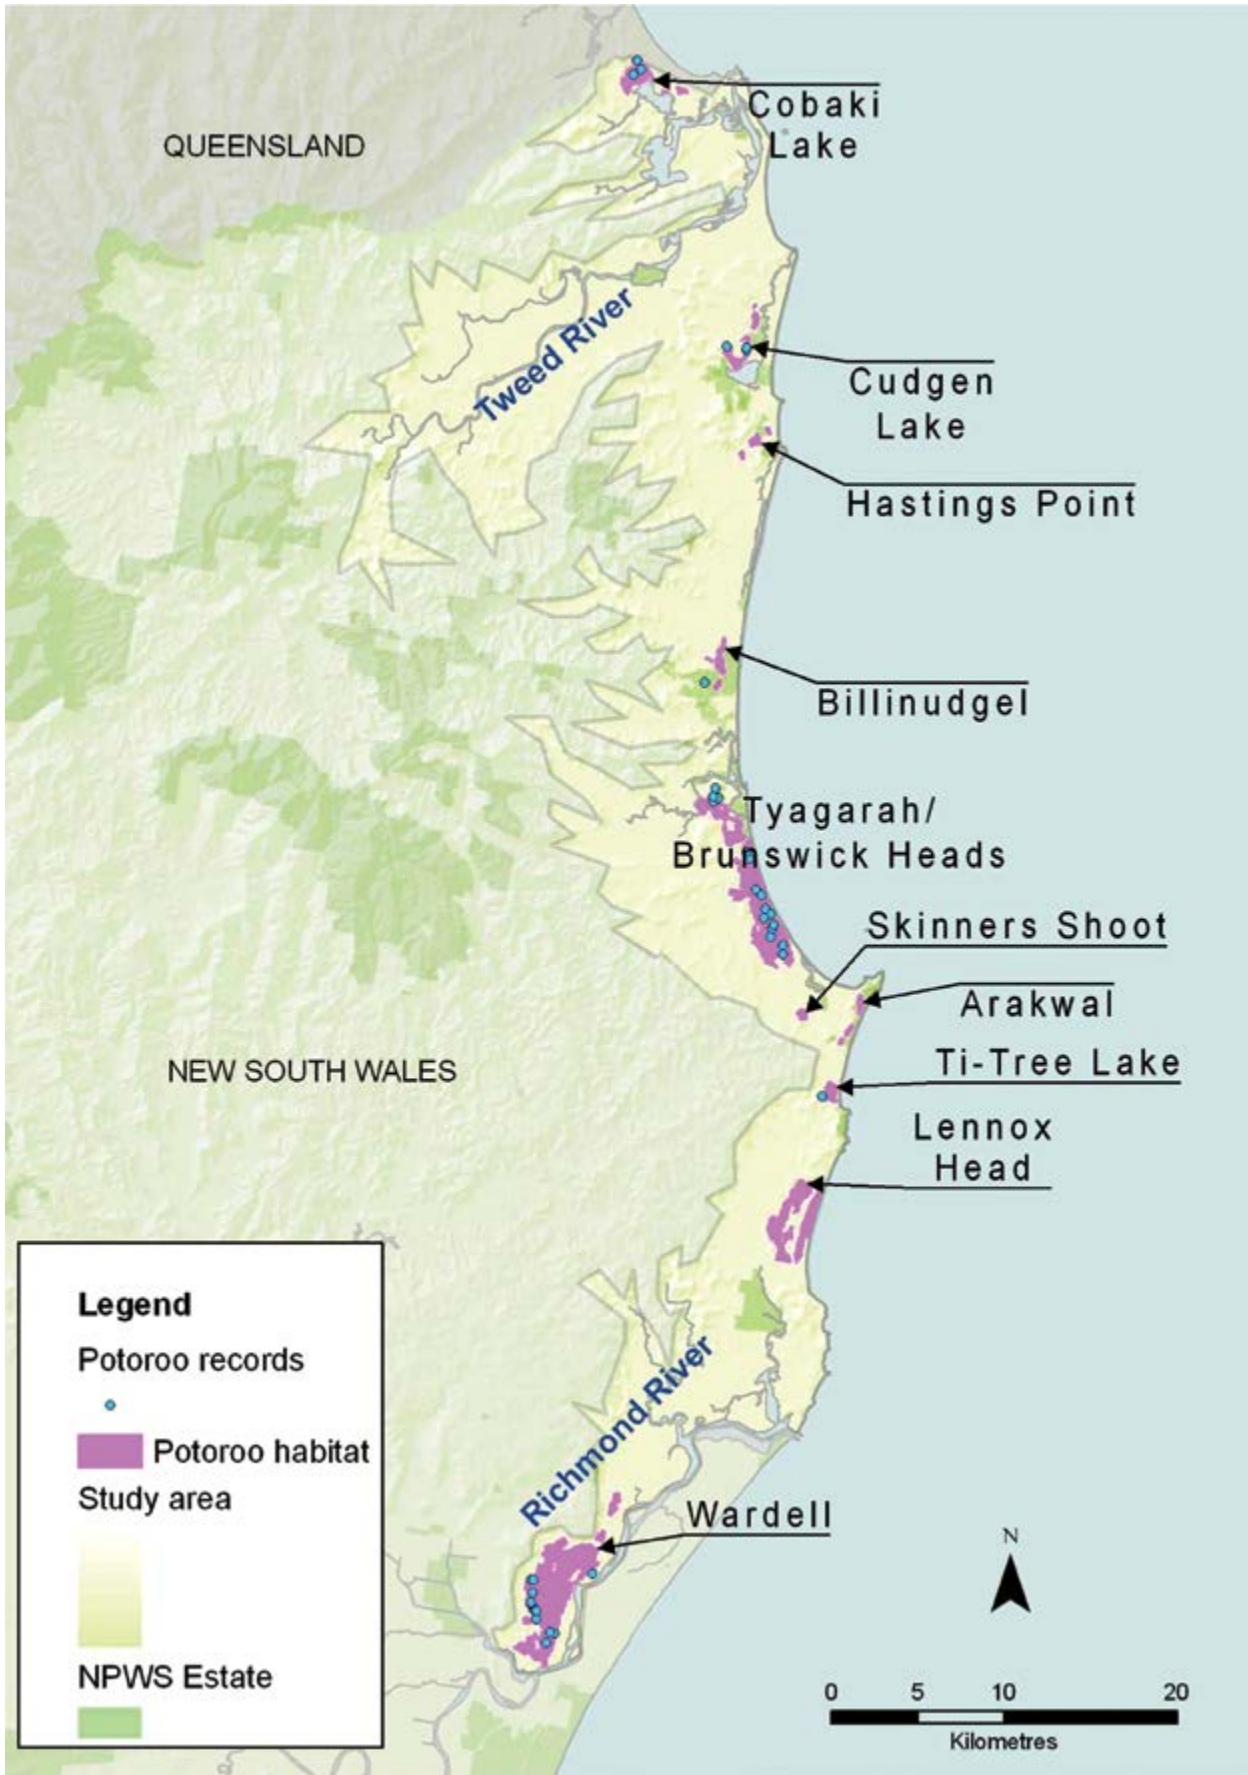 Cobaki
Lake
QUEENSLAND
Tweed River
Cudgen
Lake
Hastings Point
Billinudgel
Tyagarah/
Brunswick Heads
Skinners Shoot
Arakwal
NEW SOUTH WALES
Ti-Tree Lake
Lennox
Head
Richmond River
Wardell
Legend
Potoroo records
Potoroo habitat
Study area
NPWS Estate
N
0 5 10 20
Kilometres